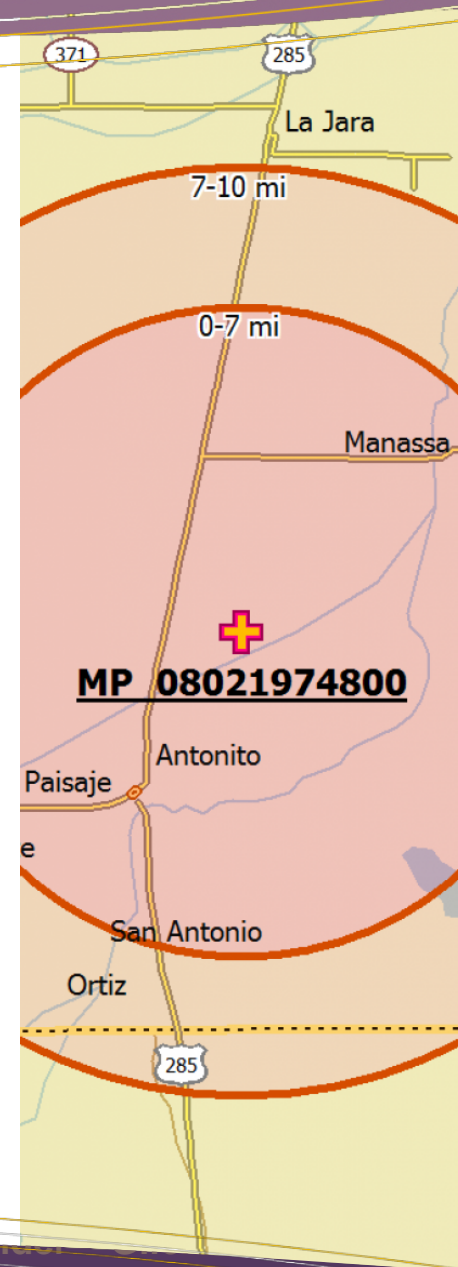 371
285
La Jara
7-10 mi
0-7 mi
Manassa
MP 08021974800
Antonito
Paisaje
e
San Antonio
Ortiz
285